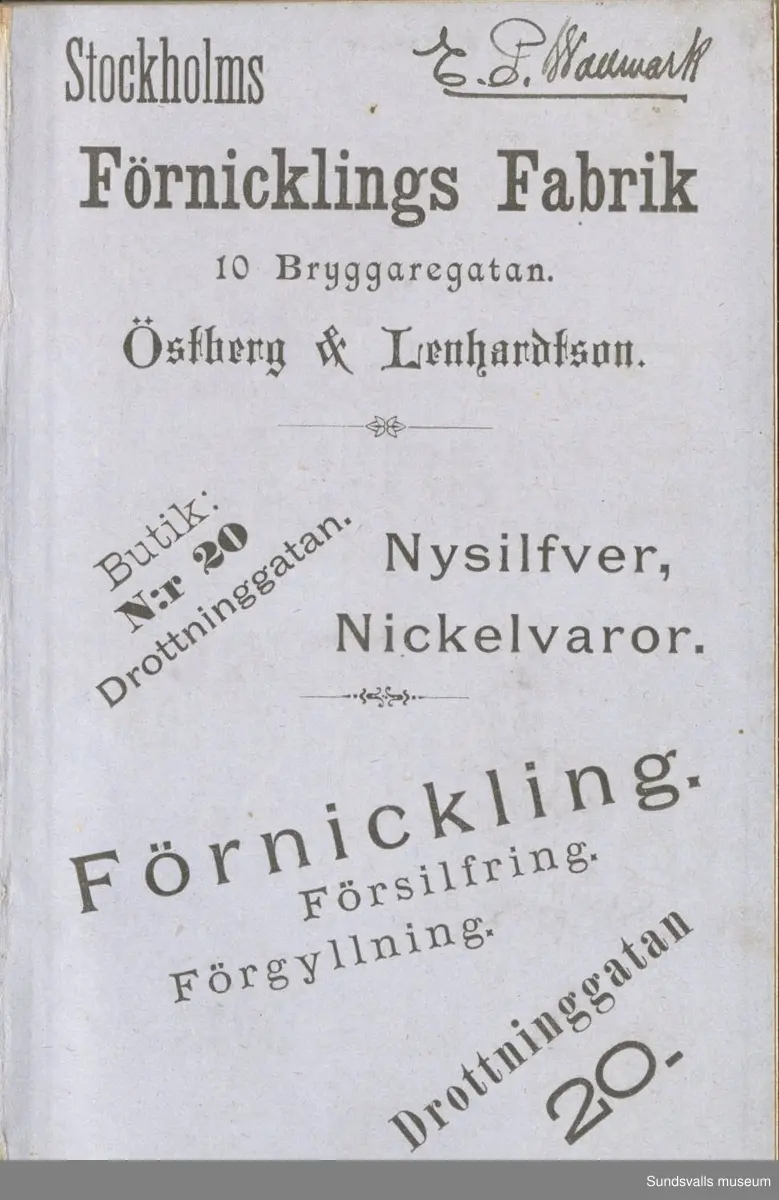 Stockholms
E. P. Wallmark
Förnicklings Fabrik
10 Bryggaregatan.
Östberg & Lenhardtson.
Butik:
N:r 20
Drottninggatan.
Nysilfver,
Nickelvaror.
Förnickling.
Försilfring.
Förgyllning.
Drottninggatan
20.
Sundsvalls museum